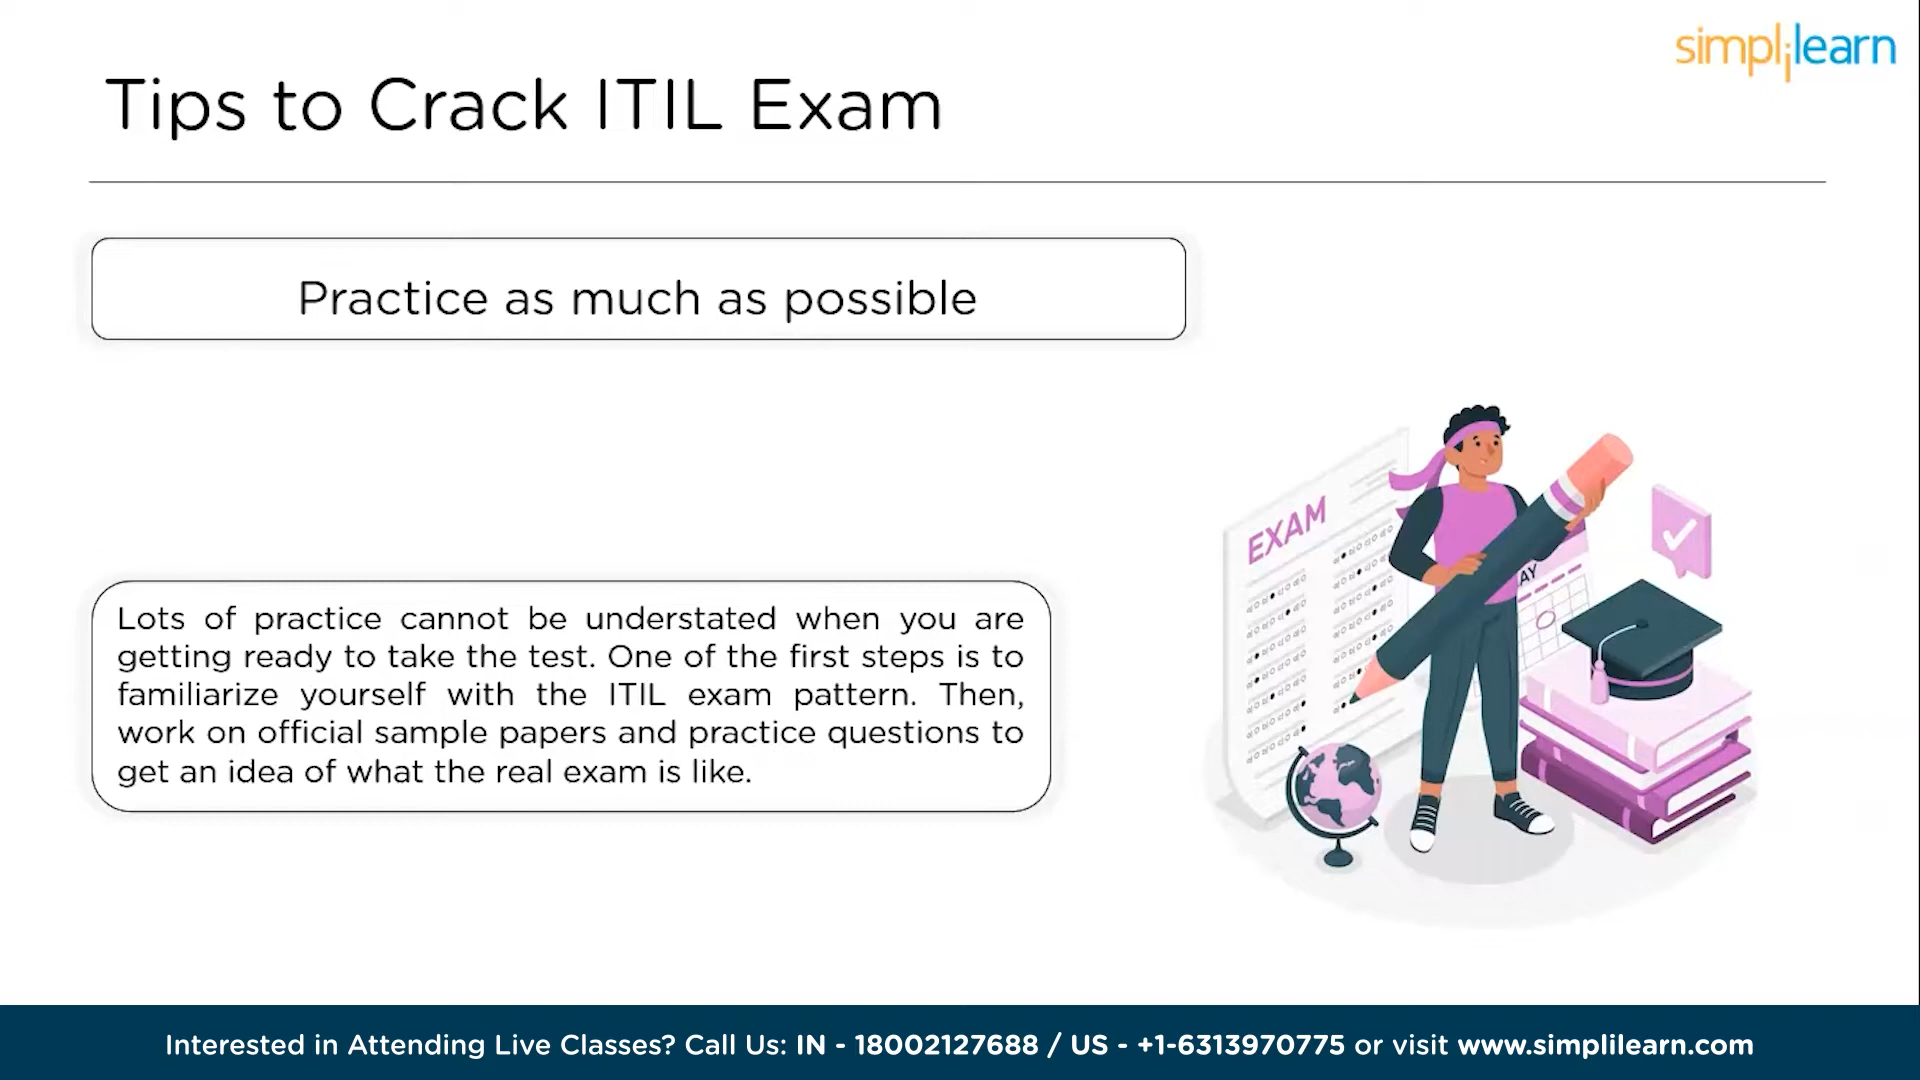 simplilearn
Tips to Crack ITIL Exam
Practice as much as possible
Lots of practice cannot be understated when you are
getting ready to take the test. One of the first steps is to
familiarize yourself with the ITIL exam pattern. Then,
work on official sample papers and practice questions to
get an idea of what the real exam is like.
EXAM
AY
Interested in Attending Live Classes? Call Us: IN - 18002127688 / US - +1-6313970775 or visit www.simplilearn.com